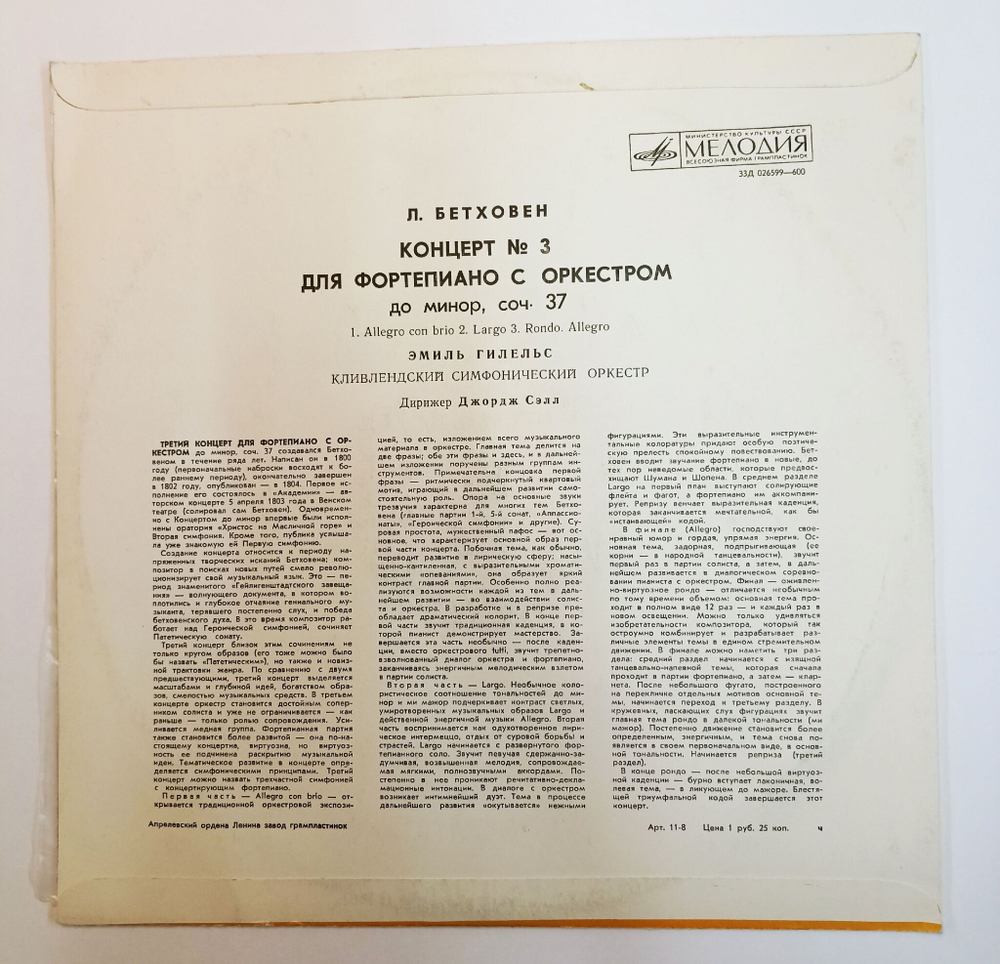 МИНИСТЕРСТВО КУЛЬТУРЫ СССР
МЕЛОДИЯ
ВСЕСОЮЗНАЯ ФИРМА ГРАМПЛАСТИНОК
33Д 026599—600
Л. БЕТХОВЕН
КОНЦЕРТ № 3
ДЛЯ ФОРТЕПИАНО С ОРКЕСТРОМ
до минор, соч. 37
1. Allegro con brio 2. Largo 3. Rondo. Allegro
ЭМИЛЬ ГИЛЕЛЬС
КЛИВЛЕНДСКИЙ СИМФОНИЧЕСКИЙ ОРКЕСТР
Дирижер Джордж Сэлл
ТРЕТИЙ КОНЦЕРТ ДЛЯ ФОРТЕПИАНО С ОР-
КЕСТРОМ до минор, соч. 37 создавался Бетхо-
веном в течение ряда лет. Написан он в 1800
году (первоначальные наброски восходят к бо-
лее раннему периоду), окончательно завершен
в 1802 году, опубликован — в 1804. Первое ис-
полнение его состоялось в «Академии» — ав-
торском концерте 5 апреля 1803 года в Венском
театре (солировал сам Бетховен). Одновремен-
но с Концертом до минор впервые были испол-
нены оратория «Христос на Масличной горе» и
Вторая симфония. Кроме того, публика услыша-
ла уже знакомую ей Первую симфонию.
Создание концерта относится к периоду на-
пряженных творческих исканий Бетховена; ком-
позитор в поисках новых путей смело револю-
ционизирует свой музыкальный язык. Это — пе-
риод знаменитого «Гейлигенштадтского завеща-
ния» — волнующего документа, в котором во-
плотились и глубокое отчаяние гениального му-
зыканта, терявшего постепенно слух, и победа
бетховенского духа. В это время композитор ра-
ботает над Героической симфонией, сочиняет
Патетическую сонату.
Третий концерт близок этим сочинениям не
только кругом образов (его тоже можно было
бы назвать «Патетическим»), но также и новиз-
ной трактовки жанра. По сравнению с двумя
предшествующими, третий концерт выделяется
масштабами и глубиной идей, богатством обра-
зов, смелостью музыкальных средств. В третьем
концерте оркестр становится достойным сопер-
ником солиста и уже не ограничивается — как
раньше — только ролью сопровождения. Уси-
ливается медная группа. Фортепианная партия
также становится более развитой — она по-на-
стоящему концертна, виртуозна, но виртуоз-
ность ее подчинена раскрытию музыкальной
идеи. Тематическое развитие в концерте опре-
деляется симфоническими принципами. Третий
концерт можно назвать трехчастной симфонией
с концертирующим фортепиано.
Первая часть — Allegro con brio — от-
крывается традиционной оркестровой экспози-
цией, то есть, изложением всего музыкального
материала в оркестре. Главная тема делится на
две фразы; обе эти фразы и здесь, и в дальней-
шем изложении поручены разным группам ин-
струментов. Примечательна концовка первой
фразы — ритмически подчеркнутый квартовый
мотив, играющий в дальнейшем развитии само-
стоятельную роль. Опора на основные звуки
трезвучия характерна для многих тем Бетхо-
вена (главные партии 1-й, 5-й сонат, «Аппассио-
наты», «Героической симфонии» и другие). Су-
ровая простота, мужественный пафос — вот ос-
новное, что характеризует основной образ пер-
вой части концерта. Побочная тема, как обычно,
переводит развитие в лирическую сферу; насы-
щенно-кантиленная, с выразительными хромати-
ческими «опеваниями», она образует яркий
контраст главной партии. Особенно полно реа-
лизуются возможности каждой из тем в даль-
нейшем развитии — во взаимодействии солис-
та и оркестра. В разработке и в репризе пре-
обладает драматический колорит. В конце пер-
вой части звучит традиционная каденция, в ко-
торой пианист демонстрирует мастерство. За-
вершается эта часть необычно — после каден-
ции, вместо оркестрового tutti, звучит трепетно-
взволнованный диалог оркестра и фортепиано,
заканчиваясь энергичным мелодическим взлетом
в партии солиста.
Вторая часть — Largo. Необычное коло-
ристическое соотношение тональностей до ми-
нор и ми мажор подчеркивает контраст светлых,
умиротворенных музыкальных образов Largo и
действенной энергичной музыки Allegro. Вторая
часть воспринимается как одухотворенное лири-
ческое интермеццо, отдых от суровой борьбы и
страстей. Largo начинается с развернутого фор-
тепианного соло. Звучит певучая сдержанно-за-
думчивая, возвышенная мелодия, сопровождае-
мая мягкими, полнозвучными аккордами. По-
степенно в нее проникают речитативно-деклама-
ционные интонации. В диалоге с оркестром
возникает интимнейший дуэт. Тема в процессе
дальнейшего развития «окутывается» нежными
фигурациями. Эти выразительные инструмен-
тальные колоратуры придают особую поэтиче-
скую прелесть спокойному повествованию. Бет-
ховен вводит звучание фортепиано в новые, до
тех пор неведомые области, которые предвос-
хищают Шумана и Шопена. В среднем разделе
Largo на первый план выступают солирующие
флейта и фагот, а фортепиано им аккомпани-
рует. Репризу венчает выразительная каденция,
которая заканчивается мечтательной, как бы
«истаивающей» кодой.
В финале (Allegro) господствуют свое-
нравный юмор и гордая, упрямая энергия. Ос-
новная тема, задорная, подпрыгивающая (ее
корни — в народной танцевальности), звучит
первый раз в партии солиста, а затем, в даль-
нейшем развивается в диалогическом соревно-
вании пианиста с оркестром. Финал — оживлен-
но-виртуозное рондо — отличается необычным
по тому времени объемом: основная тема про-
ходит в полном виде 12 раз — и каждый раз в
новом освещении. Можно только удивляться
изобретательности композитора, который так
остроумно комбинирует и разрабатывает раз-
личные элементы темы в едином стремительном
движении. В финале можно наметить три раз-
дела: средний раздел начинается с изящной
танцевально-напевной темы, которая сначала
проходит в партии фортепиано, а затем — клар-
нета. После небольшого фугато, построенного
на перекличке отдельных мотивов основной те-
мы, начинается переход к третьему разделу. В
кружевных, ласкающих слух фигурациях звучит
главная тема рондо в далекой тональности (ми
мажор). Постепенно движение становится более
определенным, энергичным, и тема снова по-
является в своем первоначальном виде, в основ-
ной тональности. Начинается реприза (третий
раздел).
В конце рондо — после небольшой виртуоз-
ной каденции — бурно вступает лаконичная, во-
левая тема, — в ликующем до мажоре. Блестя-
щей триумфальной кодой завершается этот
концерт.
Апрелевский ордена Ленина завод грампластинок
Арт. 11-8 Цена 1 руб. 25 коп. ч